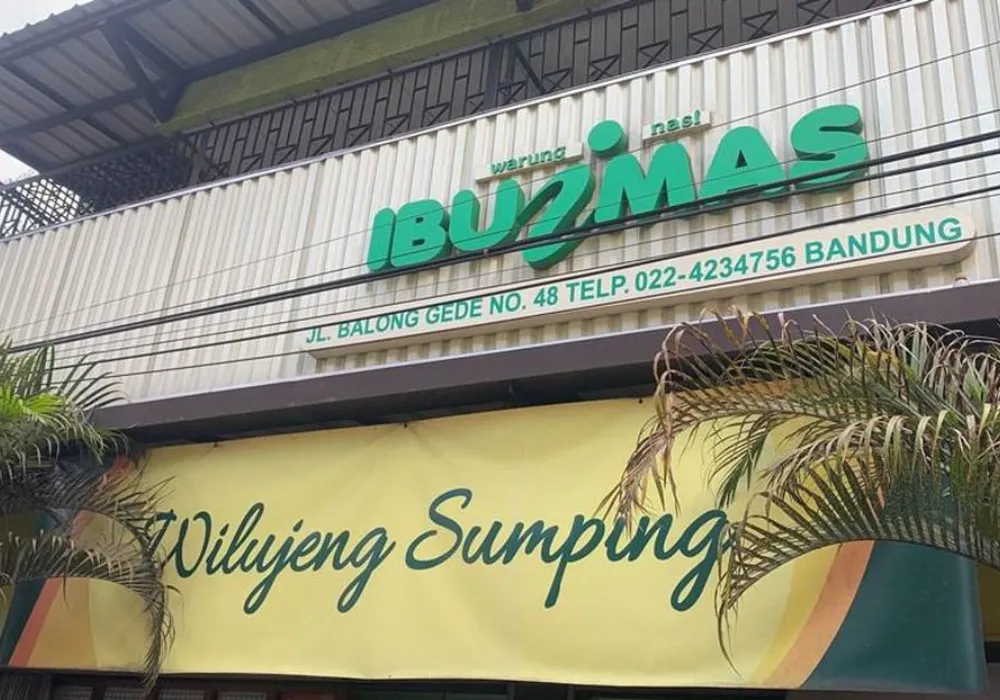 warung nasi
IBU IMAS
JL. BALONG GEDE NO. 48 TELP. 022-4234756 BANDUNG
Wilujeng Sumping